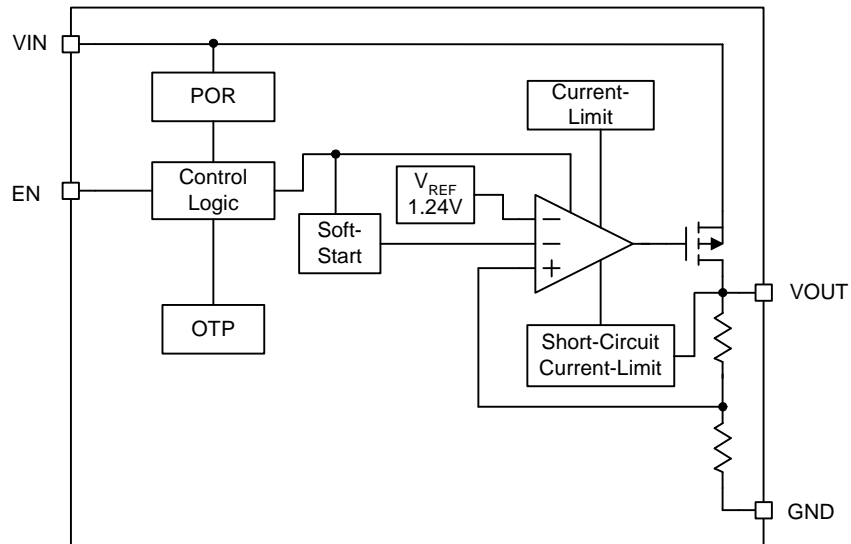 VIN
POR
Current-
Limit
EN
Control
Logic
VREF
1.24V
Soft-
Start
−
−
+
VOUT
OTP
Short-Circuit
Current-Limit
GND